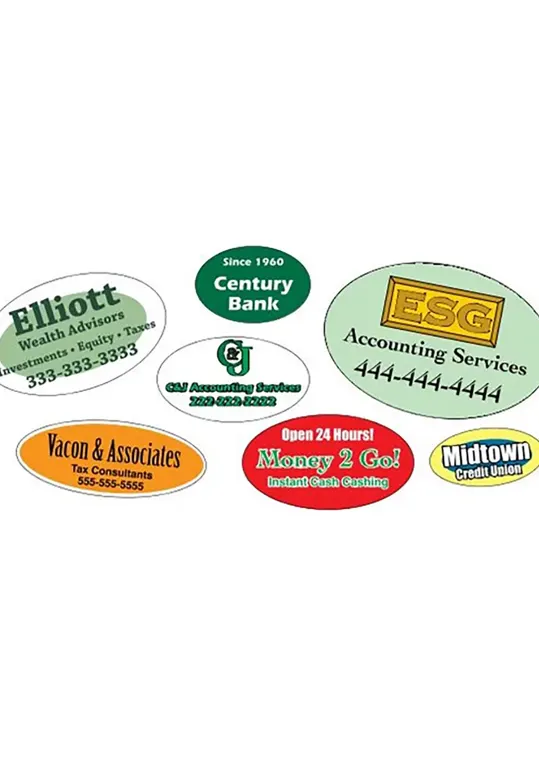 Elliott
Wealth Advisors
Investments • Equity • Taxes
333-333-3333
Since 1960
Century
Bank
ESG
Accounting Services
444-444-4444
C&J
C&J Accounting Services
222-222-2222
Vacon & Associates
Tax Consultants
555-555-5555
Open 24 Hours!
Money 2 Go!
Instant Cash Cashing
Midtown
Credit Union